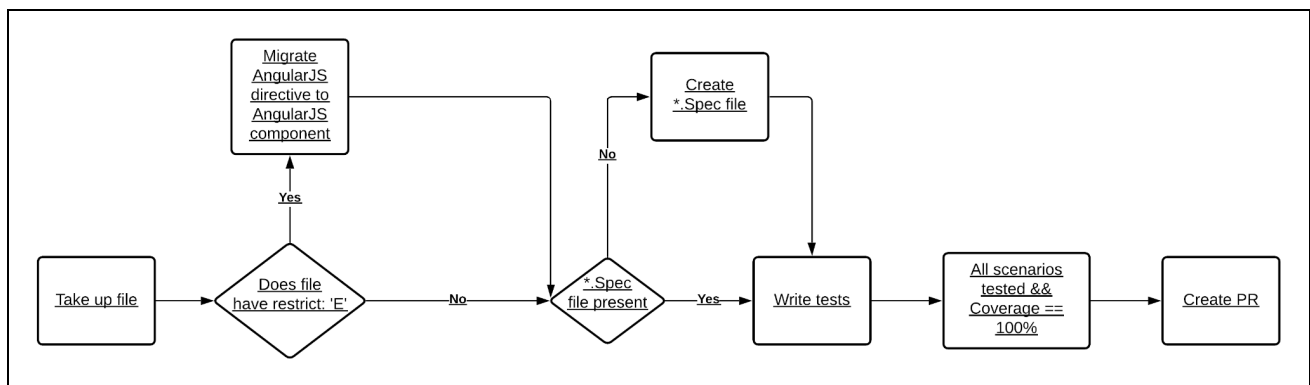 Take up file
Does file
have restrict: 'E'
Yes
Migrate
AngularJS
directive to
AngularJS
component
No
*.Spec
file present
No
Create
*.Spec file
Yes
Write tests
All scenarios
tested &&
Coverage ==
100%
Create PR